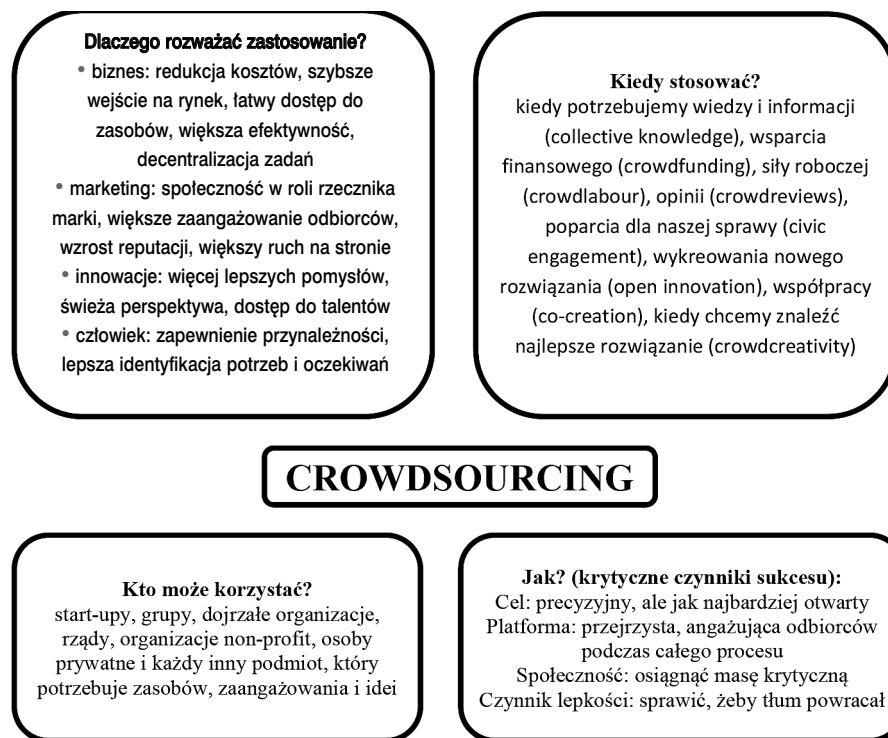 Dlaczego rozważać zastosowanie?
• biznes: redukcja kosztów, szybsze
wejście na rynek, łatwy dostęp do
zasobów, większa efektywność,
decentralizacja zadań
• marketing: społeczność w roli rzecznika
marki, większe zaangażowanie odbiorców,
wzrost reputacji, większy ruch na stronie
• innowacje: więcej lepszych pomysłów,
świeża perspektywa, dostęp do talentów
• człowiek: zapewnienie przynależności,
lepsza identyfikacja potrzeb i oczekiwań
Kiedy stosować?
kiedy potrzebujemy wiedzy i informacji
(collective knowledge), wsparcia
finansowego (crowdfunding), siły roboczej
(crowdlabour), opinii (crowdreviews),
poparcia dla naszej sprawy (civic
engagement), wykreowania nowego
rozwiązania (open innovation), współpracy
(co-creation), kiedy chcemy znaleźć
najlepsze rozwiązanie (crowdcreativity)
CROWDSOURCING
Kto może korzystać?
start-upy, grupy, dojrzałe organizacje,
rządy, organizacje non-profit, osoby
prywatne i każdy inny podmiot, który
potrzebuje zasobów, zaangażowania i idei
Jak? (krytyczne czynniki sukcesu):
Cel: precyzyjny, ale jak najbardziej otwarty
Platforma: przejrzysta, angażująca odbiorców
podczas całego procesu
Społeczność: osiągnąć masę krytyczną
Czynnik lepkości: sprawić, żeby tłum powracał